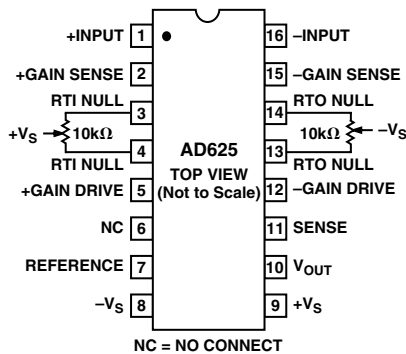 +INPUT 1 16 –INPUT
+GAIN SENSE 2 15 –GAIN SENSE
RTI NULL 3 14 RTO NULL
+VS 10kΩ 10kΩ –VS
RTI NULL 4 13 RTO NULL
AD625
TOP VIEW
(Not to Scale)
+GAIN DRIVE 5 12 –GAIN DRIVE
NC 6 11 SENSE
REFERENCE 7 10 VOUT
–VS 8 9 +VS
NC = NO CONNECT